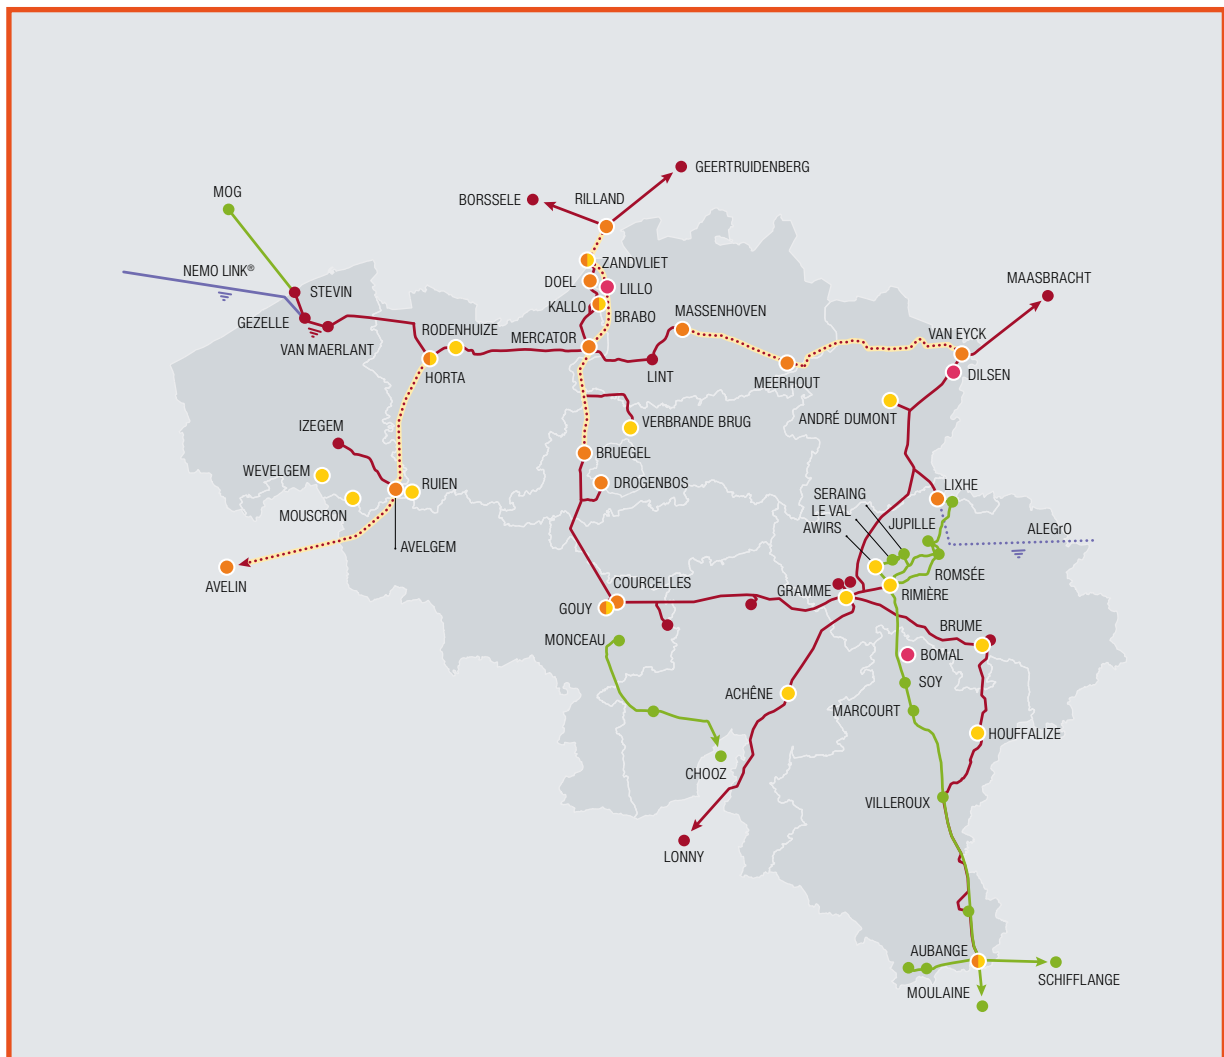 GEERTRUIDENBERG
MOG
BORSSELE
RILLAND
NEMO LINK®
ZANDVLIET
DOEL
LILLO
STEVIN
MAASBRACHT
KALLO
BRABO
MASSENHOVEN
GEZELLE
RODENHUIZE
VAN EYCK
MERCATOR
VAN MAERLANT
HORTA
LINT
MEERHOUT
DILSEN
ANDRÉ DUMONT
VERBRANDE BRUG
IZEGEM
BRUEGEL
WEVELGEM
RUIEN
DROGENBOS
LIXHE
SERAING
LE VAL
MOUSCRON
JUPILLE
AWIRS
ALEGrO
AVELGEM
ROMSÉE
AVELIN
COURCELLES
GRAMME
RIMIÈRE
GOUY
BRUME
MONCEAU
BOMAL
SOY
ACHÊNE
MARCOURT
HOUFFALIZE
CHOOZ
VILLEROUX
LONNY
AUBANGE
SCHIFFLANGE
MOULAINE